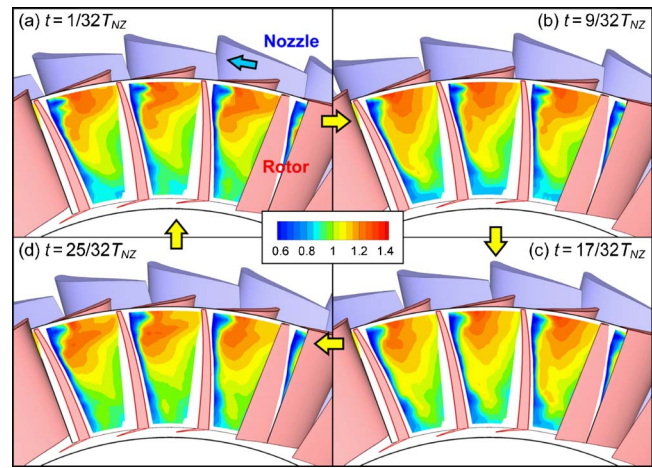 (a) t = 1/32T_NZ
(b) t = 9/32T_NZ
Nozzle
Rotor
0.6 0.8 1 1.2 1.4
(d) t = 25/32T_NZ
(c) t = 17/32T_NZ